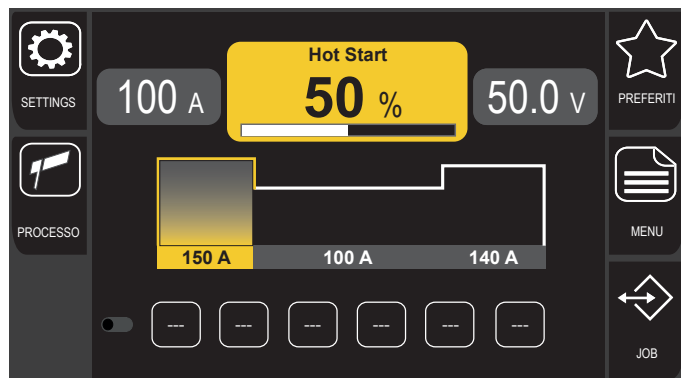 SETTINGS
100 A
Hot Start
50 %
50.0 V
PREFERITI
PROCESSO
MENU
150 A
100 A
140 A
--- --- --- --- --- ---
JOB